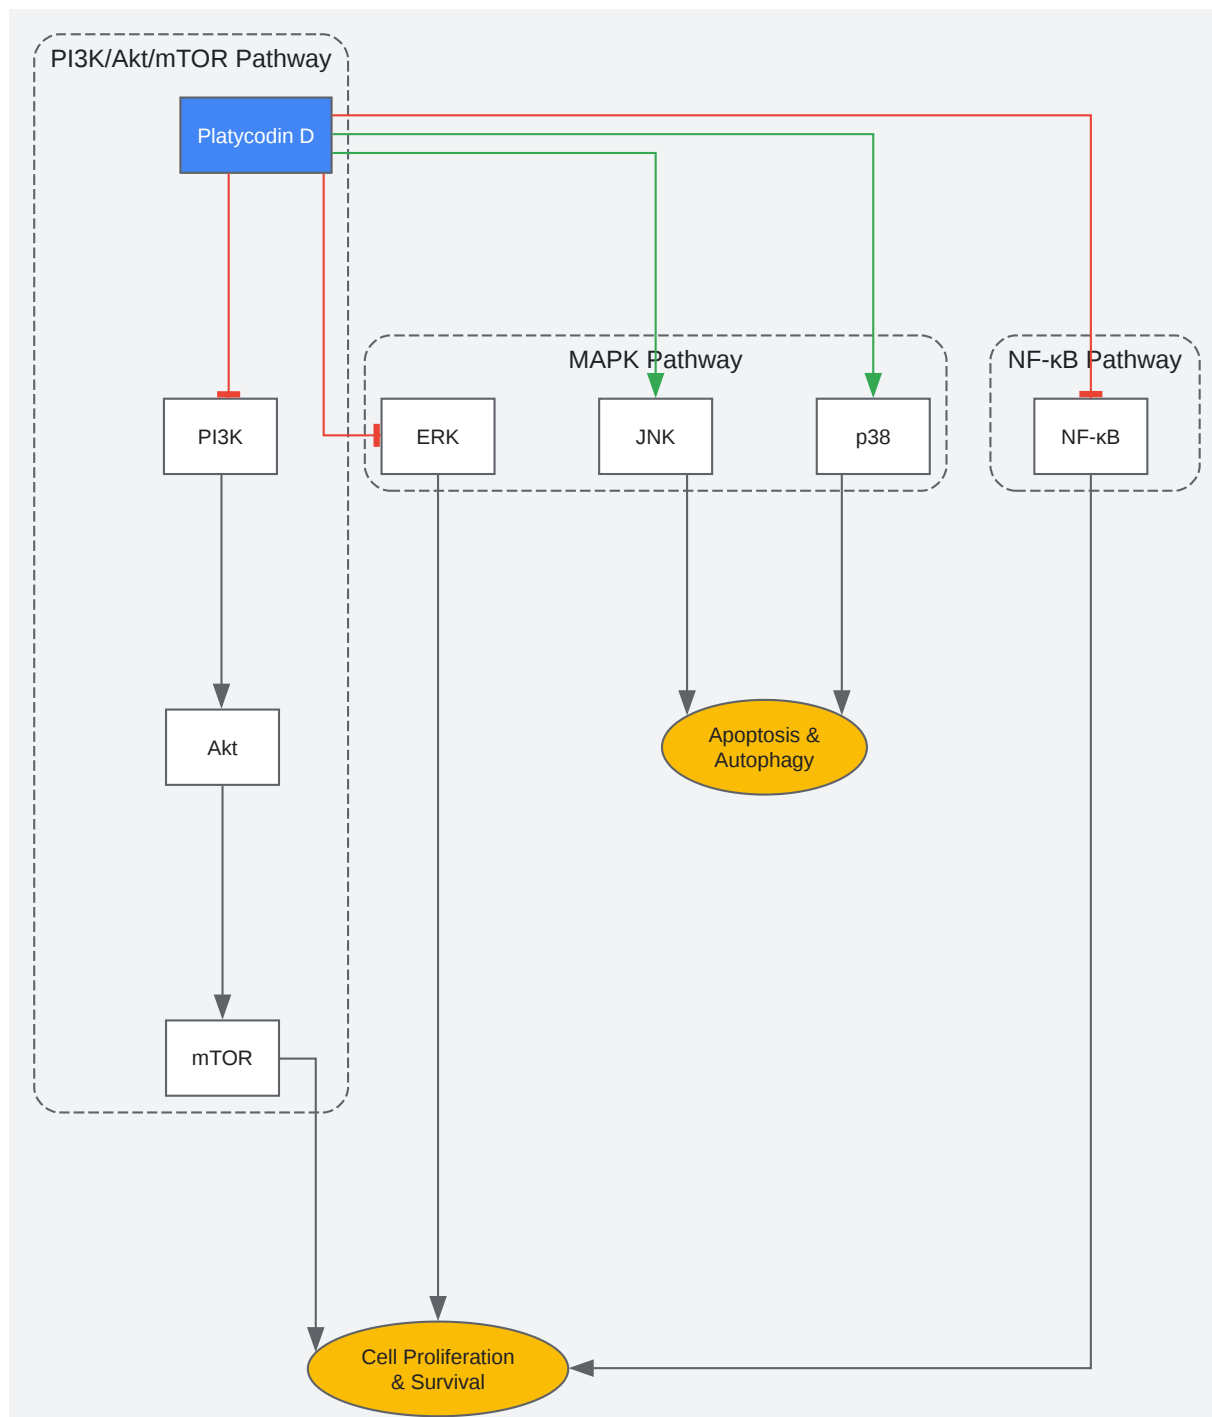 PI3K/Akt/mTOR Pathway
Platycodin D
MAPK Pathway
NF-κB Pathway
PI3K
ERK
JNK
p38
NF-κB
Akt
Apoptosis &
Autophagy
mTOR
Cell Proliferation
& Survival